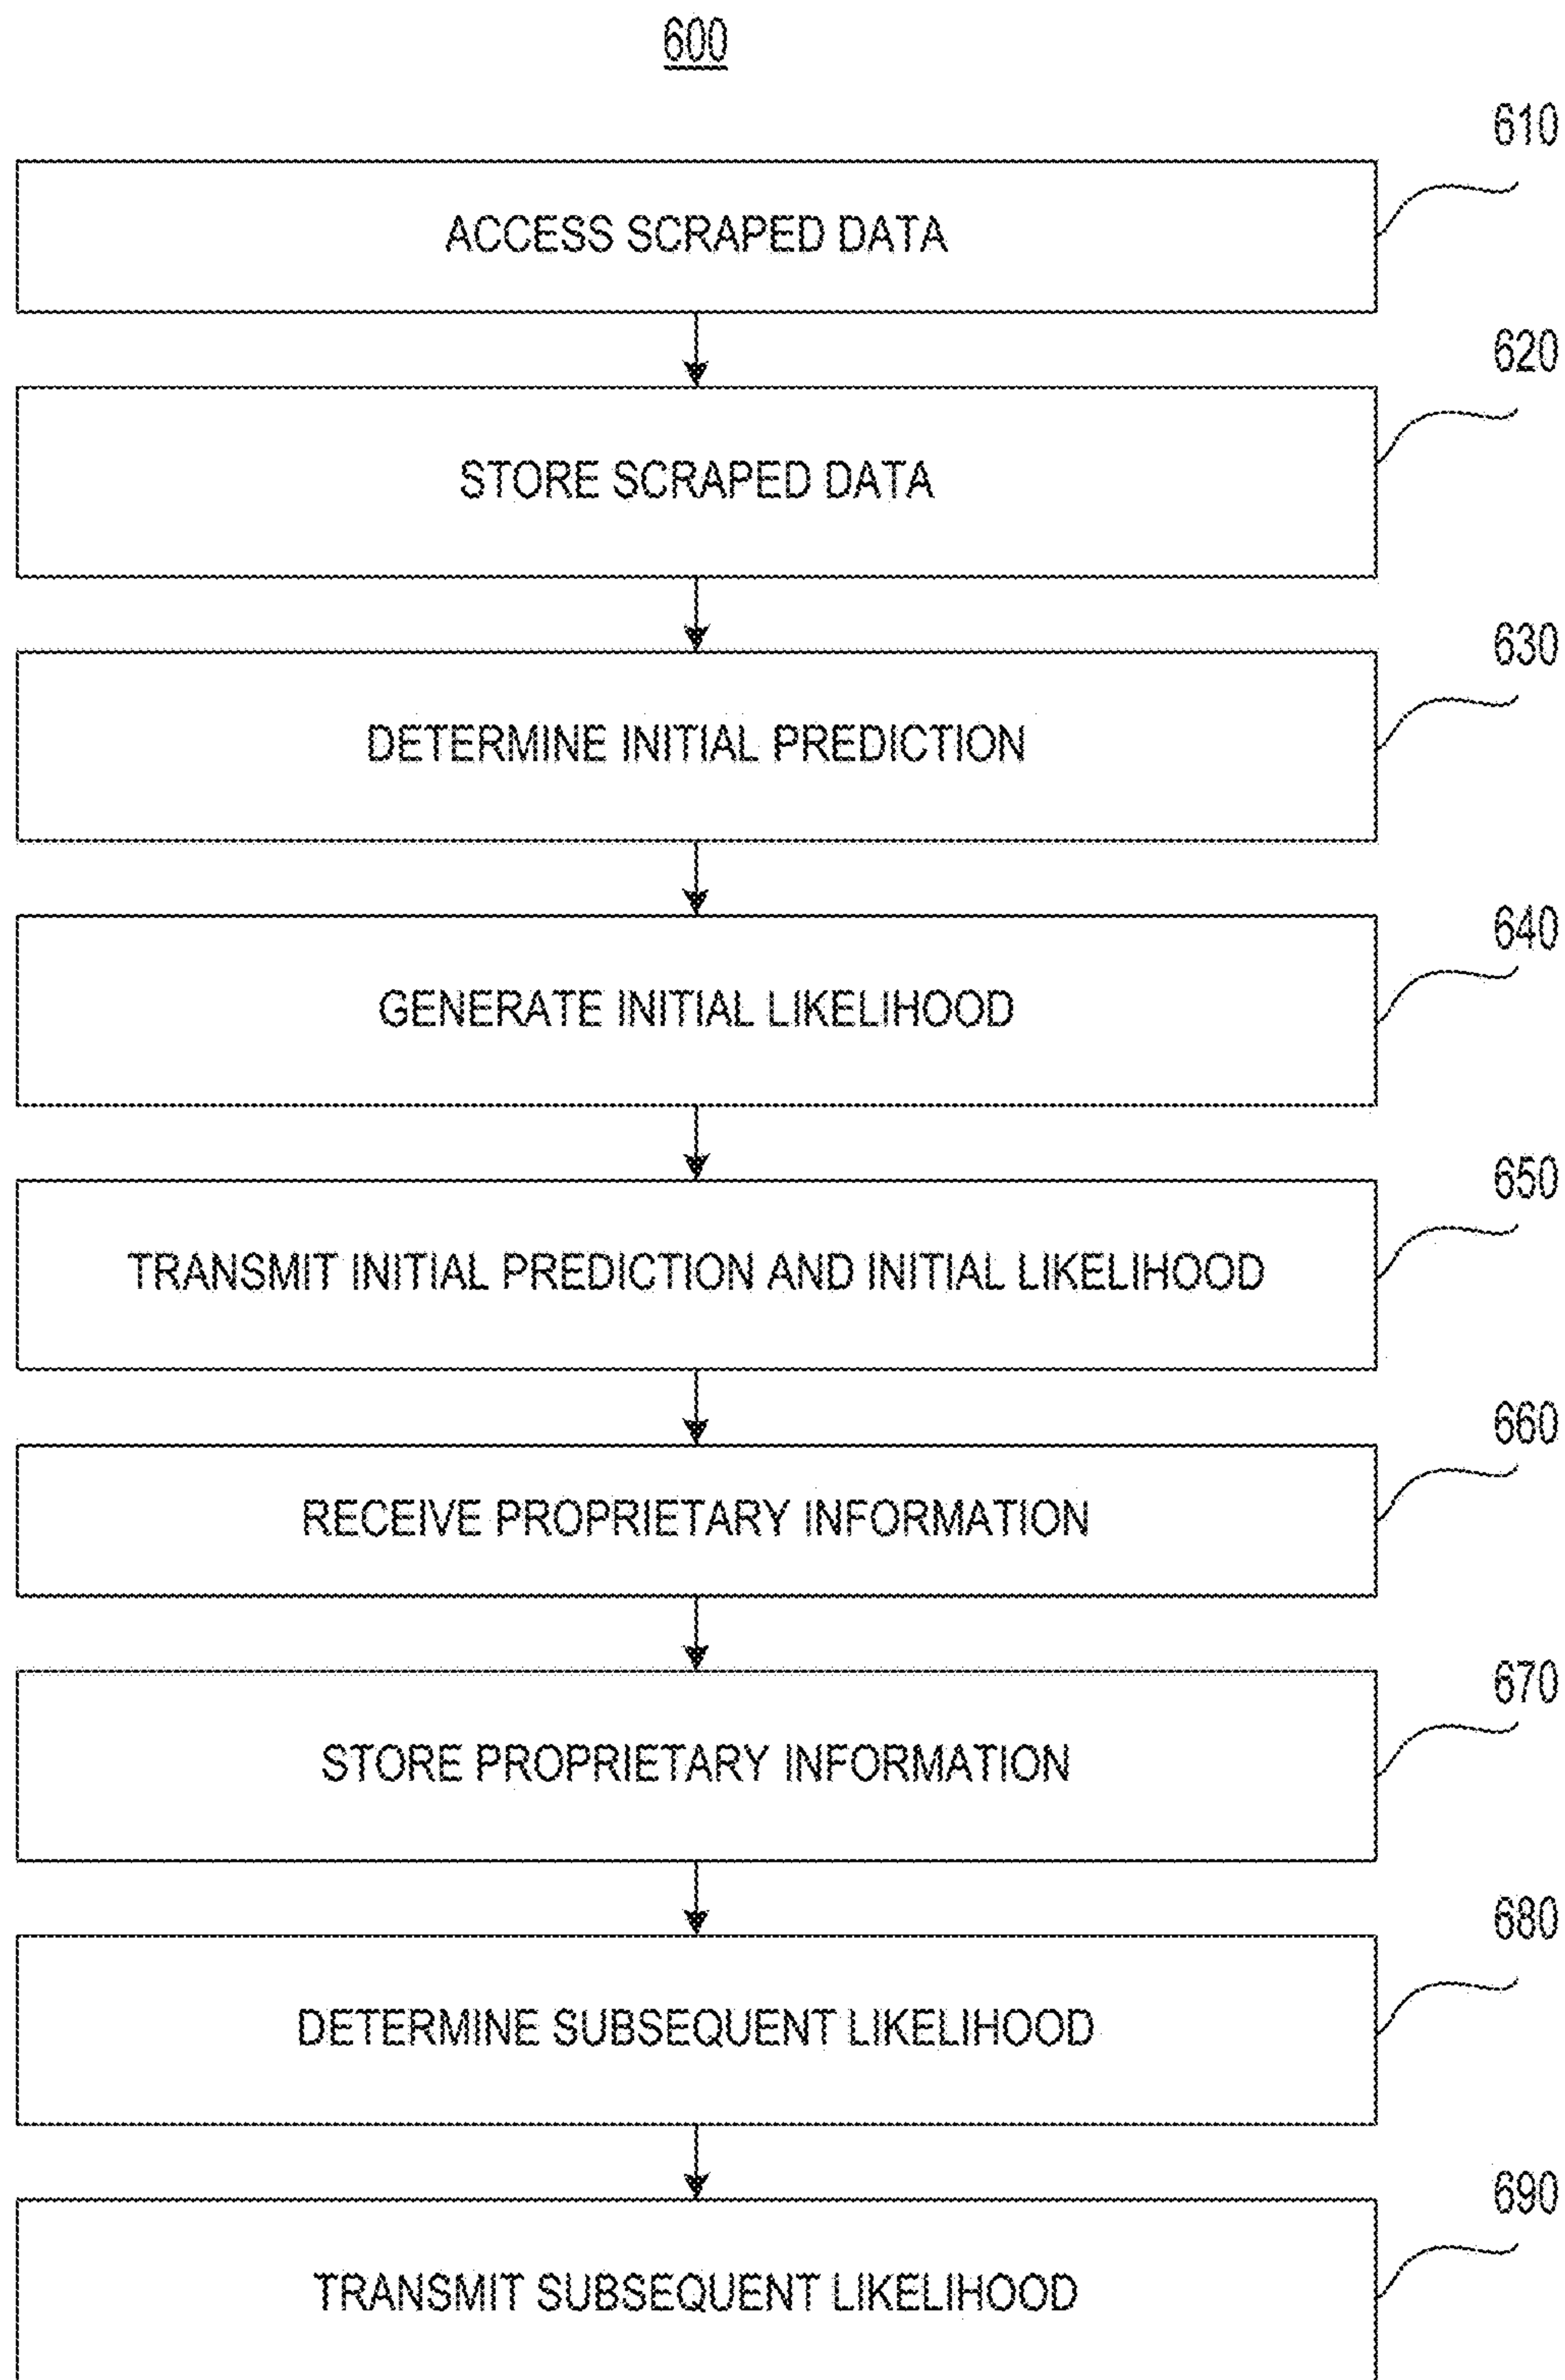 600
610
ACCESS SCRAPED DATA
620
STORE SCRAPED DATA
630
DETERMINE INITIAL PREDICTION
640
GENERATE INITIAL LIKELIHOOD
650
TRANSMIT INITIAL PREDICTION AND INITIAL LIKELIHOOD
660
RECEIVE PROPRIETARY INFORMATION
670
STORE PROPRIETARY INFORMATION
680
DETERMINE SUBSEQUENT LIKELIHOOD
690
TRANSMIT SUBSEQUENT LIKELIHOOD